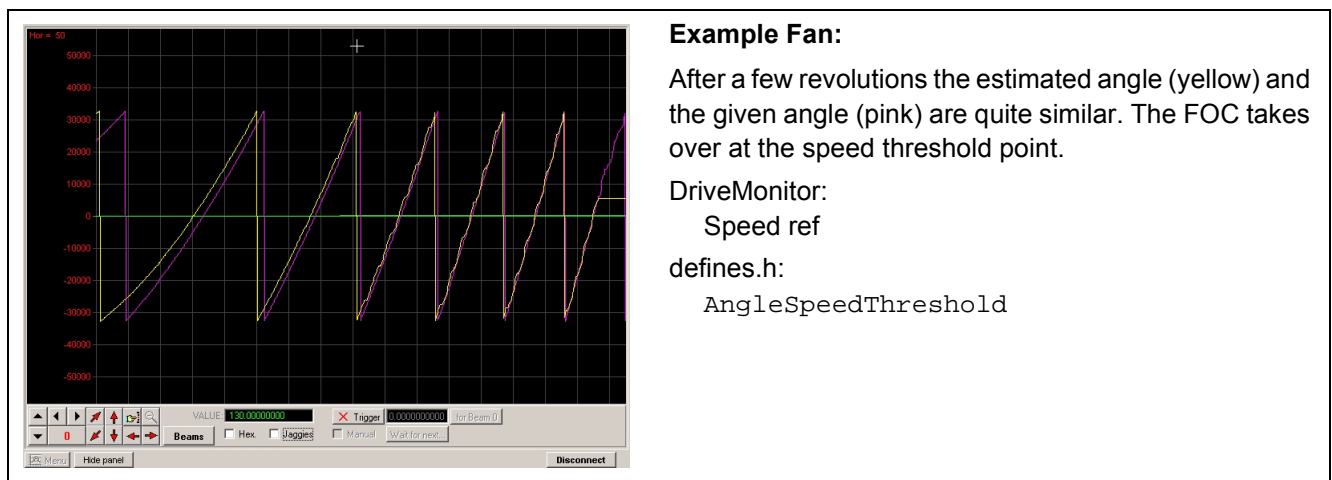 Hor = 50
50000
40000
30000
20000
10000
0
-10000
-20000
-30000
-40000
-50000
VALUE: 130.00000000
Trigger 0.0000000000 for Beam 0
0 Beams Hex. Jaggies Manual Wait for next...
Menu Hide panel Disconnect
Example Fan:
After a few revolutions the estimated angle (yellow) and
the given angle (pink) are quite similar. The FOC takes
over at the speed threshold point.
DriveMonitor:
Speed ref
defines.h:
AngleSpeedThreshold